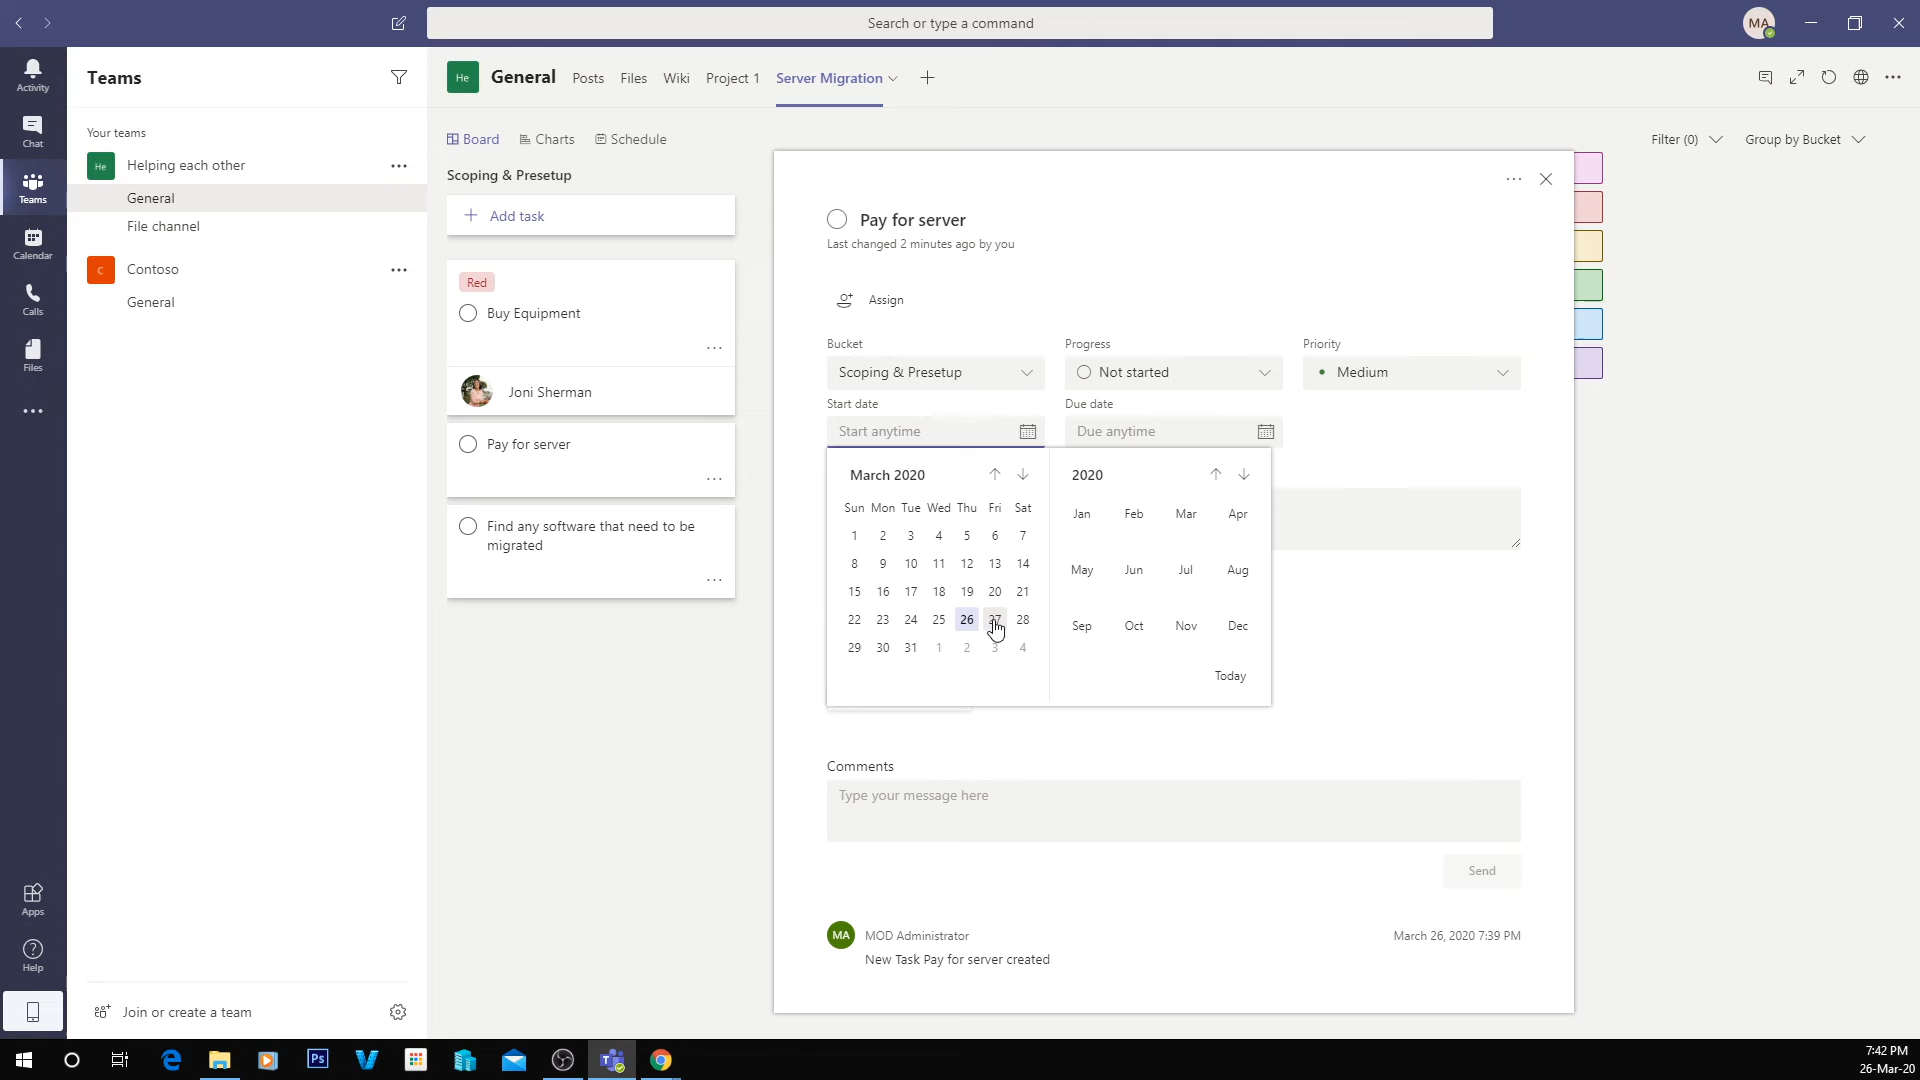 Search or type a command
MA
Activity
Chat
Teams
Calendar
Calls
Files
Apps
Help
Teams
Your teams
He Helping each other
General
File channel
C Contoso
General
Join or create a team
He General Posts Files Wiki Project 1 Server Migration
Board Charts Schedule
Filter (0) Group by Bucket
Scoping & Presetup
Add task
Red
Buy Equipment
Joni Sherman
Pay for server
Find any software that need to be
migrated
Pay for server
Last changed 2 minutes ago by you
Assign
Bucket Progress Priority
Scoping & Presetup Not started Medium
Start date Due date
Start anytime Due anytime
March 2020
Sun Mon Tue Wed Thu Fri Sat
1 2 3 4 5 6 7
8 9 10 11 12 13 14
15 16 17 18 19 20 21
22 23 24 25 26 27 28
29 30 31 1 2 3 4
2020
Jan Feb Mar Apr
May Jun Jul Aug
Sep Oct Nov Dec
Today
Comments
Type your message here
Send
MA MOD Administrator March 26, 2020 7:39 PM
New Task Pay for server created
Ps
7:42 PM
26-Mar-20